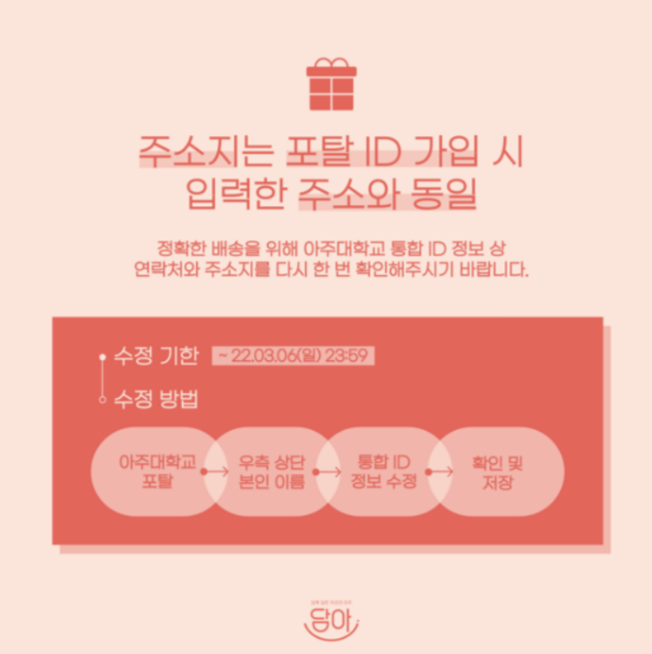 주소지는 포탈 ID 가입 시
입력한 주소와 동일
정확한 배송을 위해 아주대학교 통합 ID 정보 상
연락처와 주소지를 다시 한 번 확인해주시기 바랍니다.
수정 기한 ~ 22.03.06(일) 23:59
수정 방법
아주대학교
포탈
우측 상단
본인 이름
통합 ID
정보 수정
확인 및
저장
담아